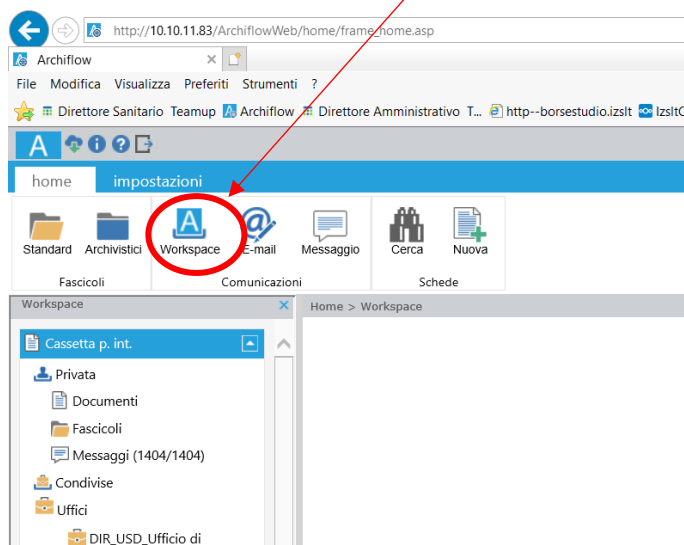 http://10.10.11.83/ArchiflowWeb/home/frame_home.asp
Archiflow
File Modifica Visualizza Preferiti Strumenti ?
Direttore Sanitario Teamup Archiflow Direttore Amministrativo T... http--borsestudio.izslt IzsltC
A
home impostazioni
Standard Archivistici Workspace E-mail Messaggio Cerca Nuova
Fascicoli Comunicazioni Schede
Workspace Home > Workspace
Cassetta p. int.
Privata
Documenti
Fascicoli
Messaggi (1404/1404)
Condivise
Uffici
DIR_USD_Ufficio di